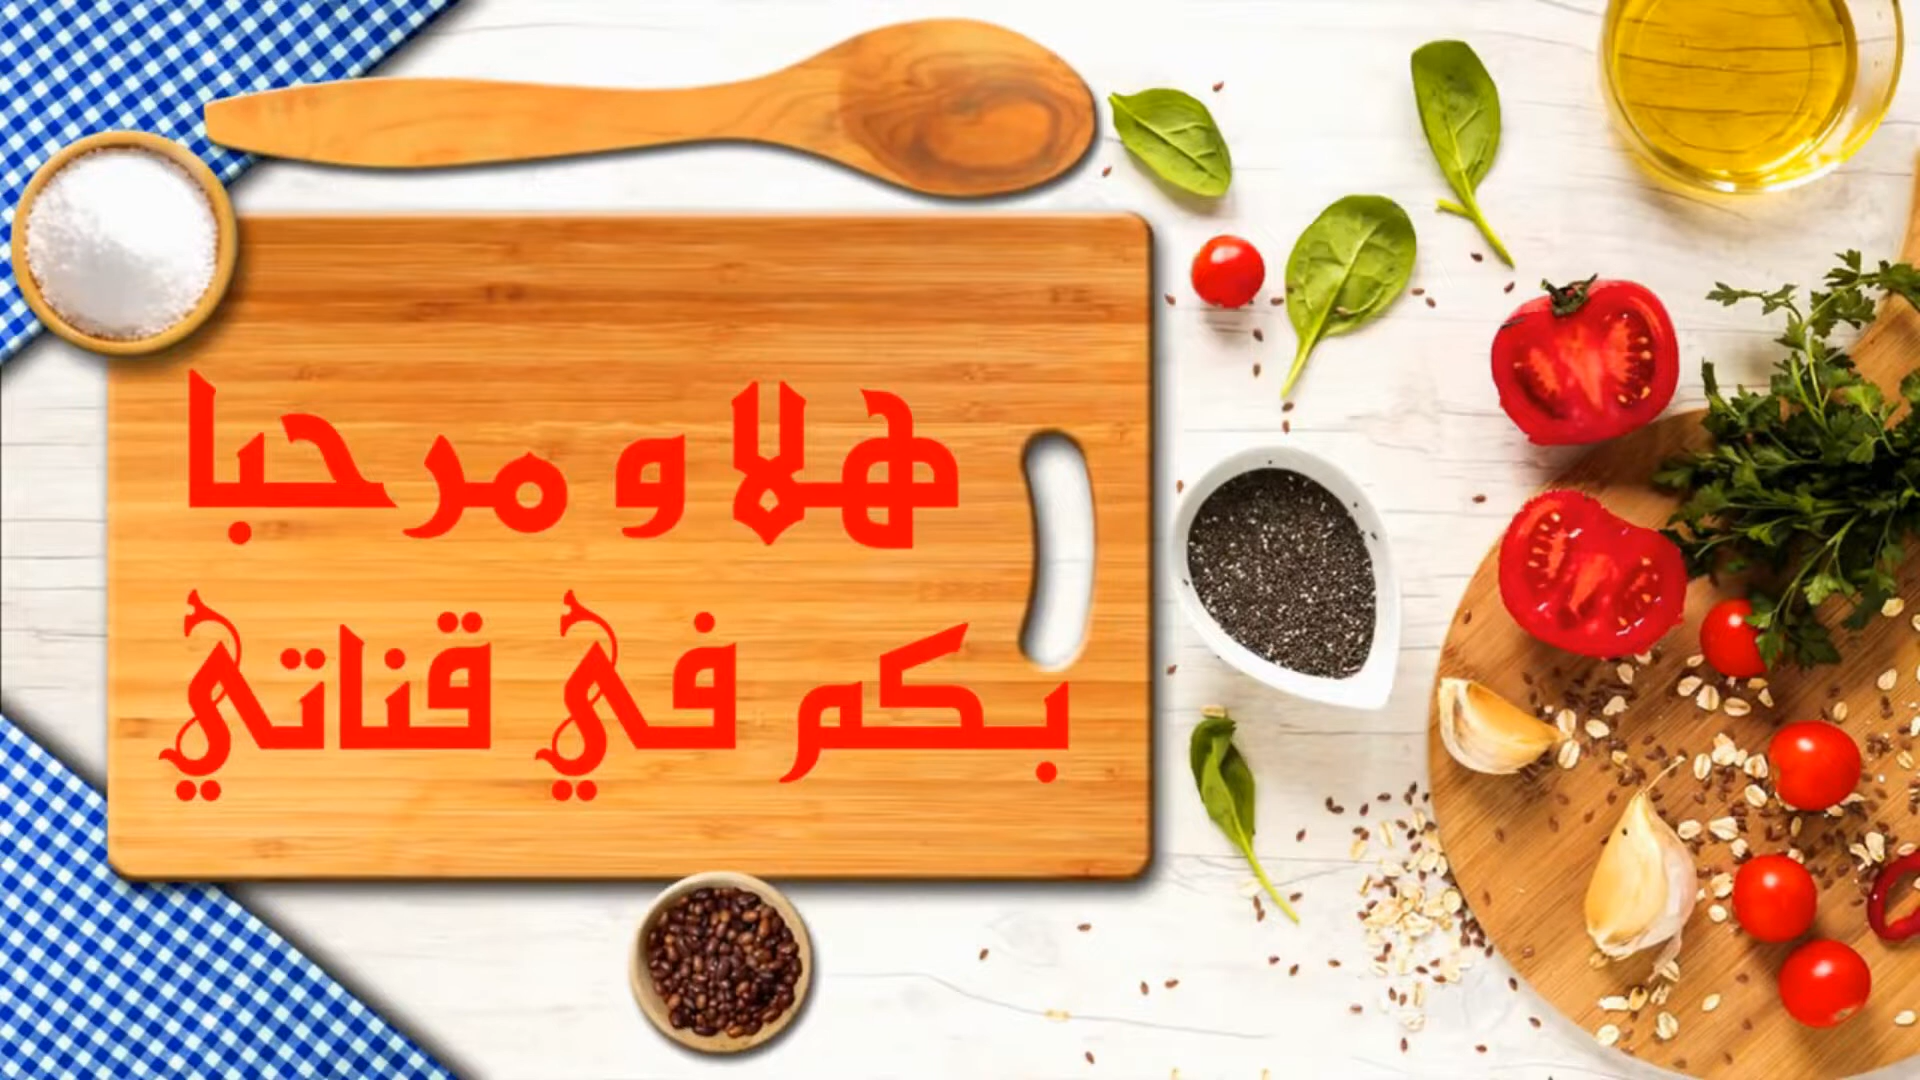 هلا و مرحبا
بكم في قناتي